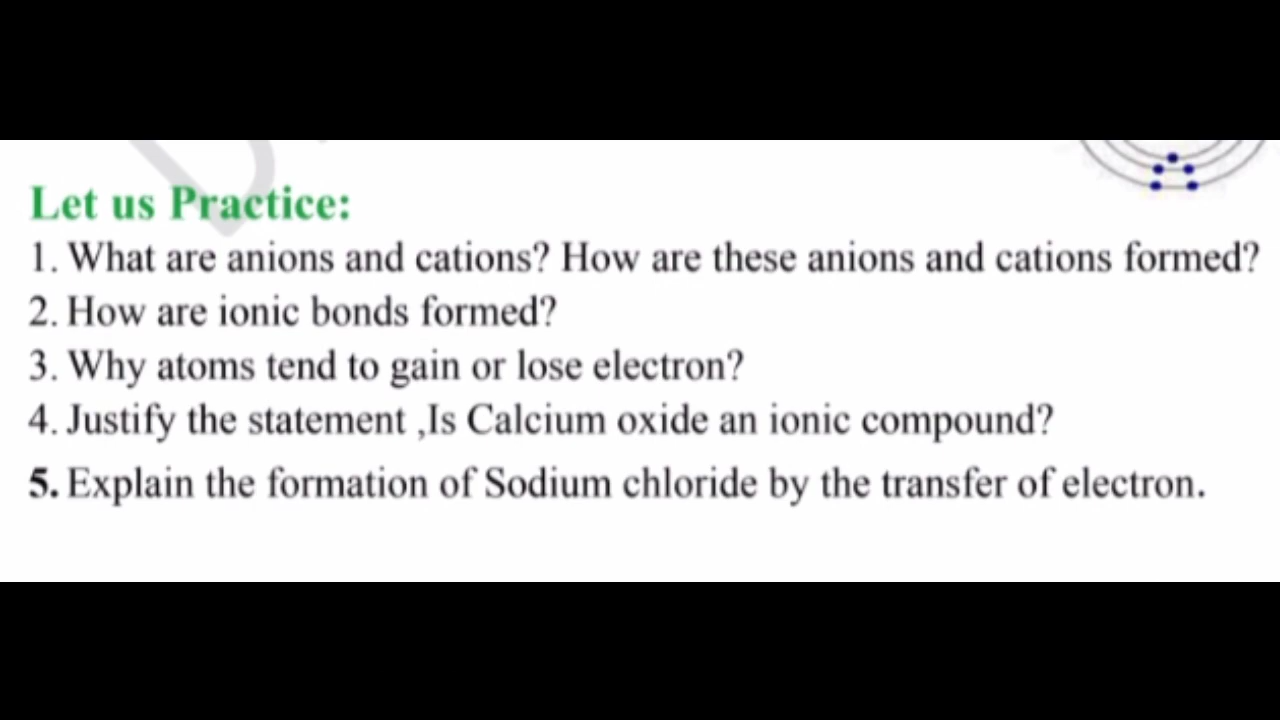 Let us Practice:
1. What are anions and cations? How are these anions and cations formed?
2. How are ionic bonds formed?
3. Why atoms tend to gain or lose electron?
4. Justify the statement ,Is Calcium oxide an ionic compound?
5. Explain the formation of Sodium chloride by the transfer of electron.